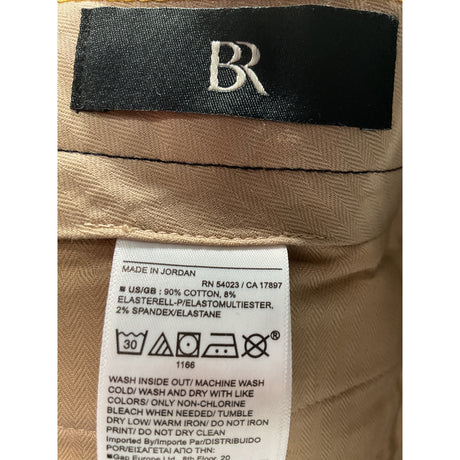 BR
MADE IN JORDAN
RN 54023 / CA 17897
■ US/GB : 90% COTTON, 8%
ELASTERELL-P/ELASTOMULTIESTER,
2% SPANDEX/ELASTANE
30
1166
WASH INSIDE OUT/ MACHINE WASH
COLD/ WASH AND DRY WITH LIKE
COLORS/ ONLY NON-CHLORINE
BLEACH WHEN NEEDED/ TUMBLE
DRY LOW/ WARM IRON/ DO NOT IRON
PRINT/ DO NOT DRY CLEAN
Imported By/Importe Par/DISTRIBUIDO
POR/ΕΙΣΑΓΕΤΑΙ ΑΠΟ :
■Gap Europe Ltd., 8th Floor, 20